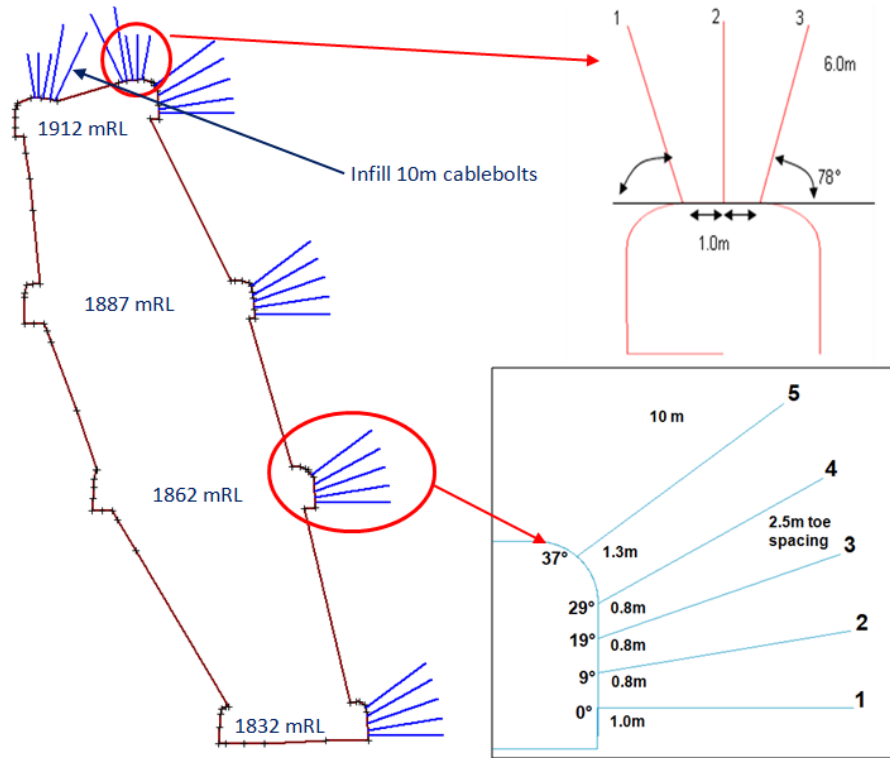 1912 mRL
Infill 10m cablebolts
1887 mRL
1862 mRL
1832 mRL
1
2
3
6.0m
78°
1.0m
5
10 m
4
2.5m toe
spacing
3
37°
1.3m
29°
0.8m
19°
0.8m
2
9°
0.8m
1
0°
1.0m